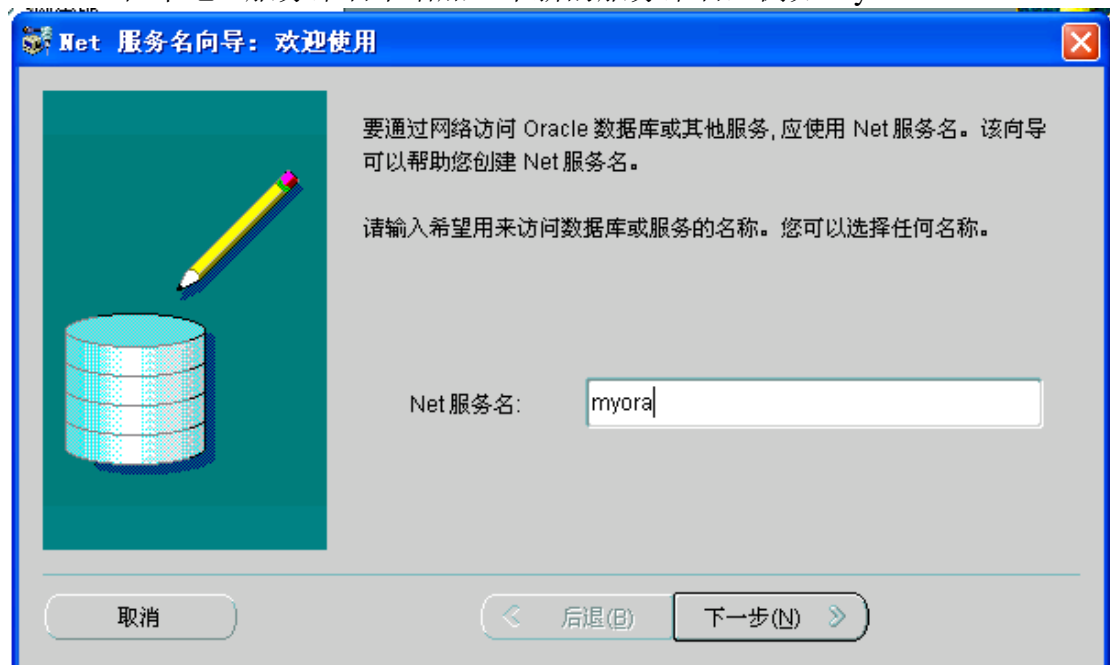 Net 服务名向导: 欢迎使用
要通过网络访问 Oracle 数据库或其他服务, 应使用 Net 服务名。该向导
可以帮助您创建 Net 服务名。
请输入希望用来访问数据库或服务的名称。您可以选择任何名称。
Net 服务名:
myora
取消
后退(B)
下一步(N)